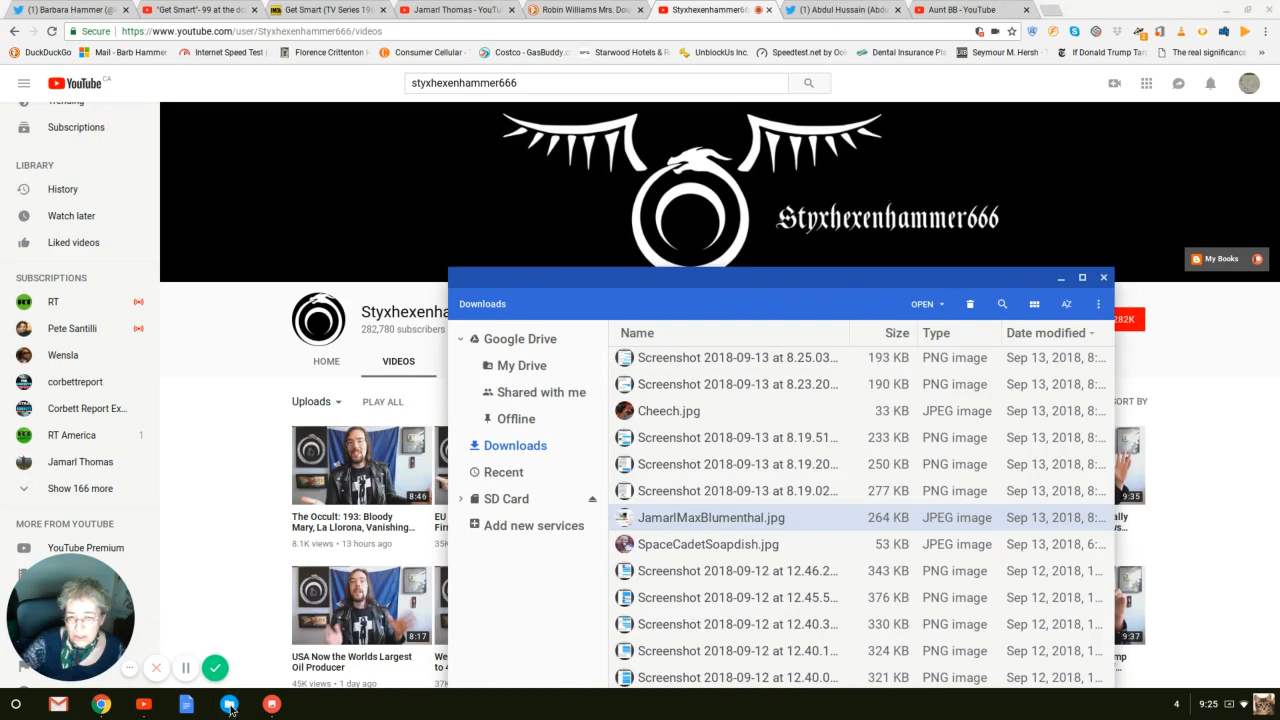 (1) Barbara Hammer (@
"Get Smart"- 99 at the do
Get Smart (TV Series 196
Jamarl Thomas - YouTu
Robin Williams Mrs. Dou
Styxhexenhammer6
(1) Abdul Hussain (Abdu
Aunt BB - YouTube
Secure
https://www.youtube.com/user/Styxhexenhammer666/videos
DuckDuckGo
Mail - Barb Hammer
Internet Speed Test
Florence Crittenton H
Consumer Cellular -
Costco - GasBuddy.c
Starwood Hotels & R
UnblockUs Inc.
Speedtest.net by Ook
Dental Insurance Pla
Seymour M. Hersh - T
If Donald Trump Targ
The real significance
YouTube CA
styxhexenhammer666
Trending
Subscriptions
LIBRARY
History
Watch later
Liked videos
SUBSCRIPTIONS
RT
Pete Santilli
Wensla
corbettreport
Corbett Report Ex...
RT America 1
Jamarl Thomas
Show 166 more
MORE FROM YOUTUBE
YouTube Premium
Styxhexenhammer666
My Books
Styxhexenha
282,780 subscribers
282K
HOME
VIDEOS
Uploads
PLAY ALL
SORT BY
8:46
The Occult: 193: Bloody
Mary, La Llorona, Vanishing...
8.1K views • 13 hours ago
EU
Fir
35K
9:35
ally
8:17
USA Now the Worlds Largest
Oil Producer
45K views • 1 day ago
We
to 4
37K
9:37
mp
Downloads
OPEN
Google Drive
My Drive
Shared with me
Offline
Downloads
Recent
SD Card
Add new services
Name Size Type Date modified
Screenshot 2018-09-13 at 8.25.03... 193 KB PNG image Sep 13, 2018, 8:...
Screenshot 2018-09-13 at 8.23.20... 190 KB PNG image Sep 13, 2018, 8:...
Cheech.jpg 33 KB JPEG image Sep 13, 2018, 8:...
Screenshot 2018-09-13 at 8.19.51... 233 KB PNG image Sep 13, 2018, 8:...
Screenshot 2018-09-13 at 8.19.20... 250 KB PNG image Sep 13, 2018, 8:...
Screenshot 2018-09-13 at 8.19.02... 277 KB PNG image Sep 13, 2018, 8:...
JamarlMaxBlumenthal.jpg 264 KB JPEG image Sep 13, 2018, 8:...
SpaceCadetSoapdish.jpg 53 KB JPEG image Sep 13, 2018, 6:...
Screenshot 2018-09-12 at 12.46.2... 343 KB PNG image Sep 12, 2018, 1...
Screenshot 2018-09-12 at 12.45.5... 376 KB PNG image Sep 12, 2018, 1...
Screenshot 2018-09-12 at 12.40.3... 330 KB PNG image Sep 12, 2018, 1...
Screenshot 2018-09-12 at 12.40.1... 324 KB PNG image Sep 12, 2018, 1...
Screenshot 2018-09-12 at 12.40.0... 321 KB PNG image Sep 12, 2018, 1...
4 9:25